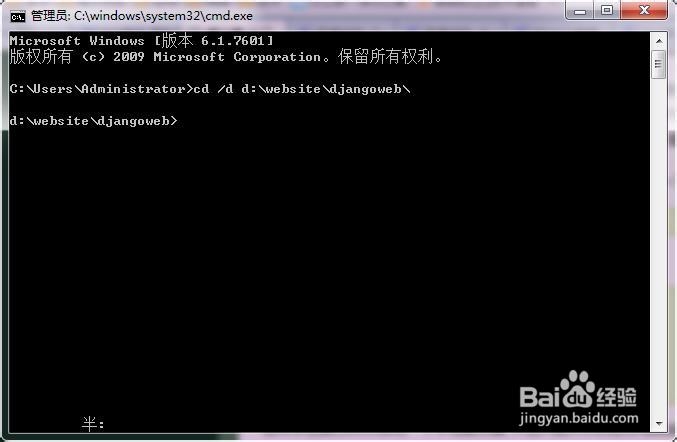 管理员: C:\windows\system32\cmd.exe
Microsoft Windows [版本 6.1.7601]
版权所有 (c) 2009 Microsoft Corporation。保留所有权利。
C:\Users\Administrator>cd /d d:\website\djangoweb\
d:\website\djangoweb>
半:
Baidu经验
jingyan.baidu.com